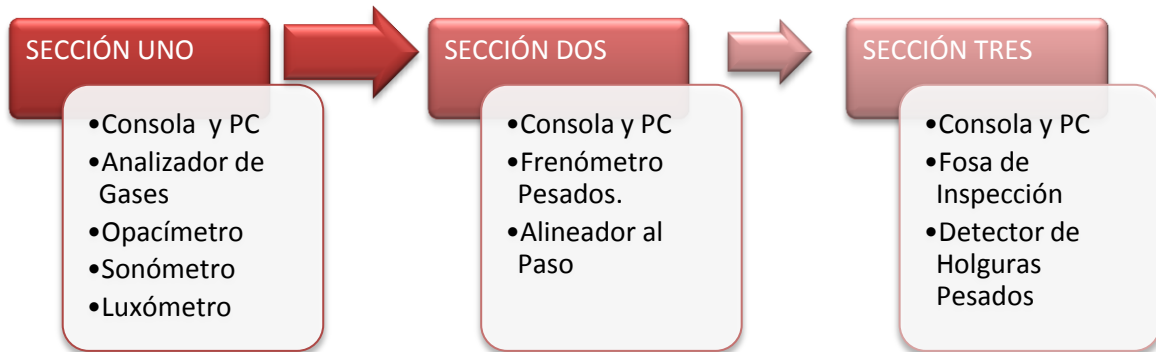 SECCIÓN UNO
•Consola y PC
•Analizador de
Gases
•Opacímetro
•Sonómetro
•Luxómetro
SECCIÓN DOS
•Consola y PC
•Frenómetro
Pesados.
•Alineador al
Paso
SECCIÓN TRES
•Consola y PC
•Fosa de
Inspección
•Detector de
Holguras
Pesados